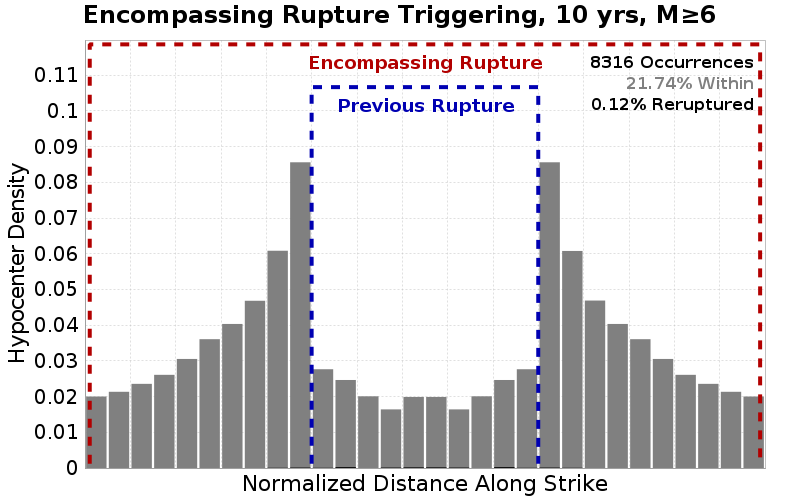 Encompassing Rupture Triggering, 10 yrs, M≥6
Encompassing Rupture
8316 Occurrences
21.74% Within
Previous Rupture
0.12% Reruptured
Hypocenter Density
0.11
0.1
0.09
0.08
0.07
0.06
0.05
0.04
0.03
0.02
0.01
0
Normalized Distance Along Strike